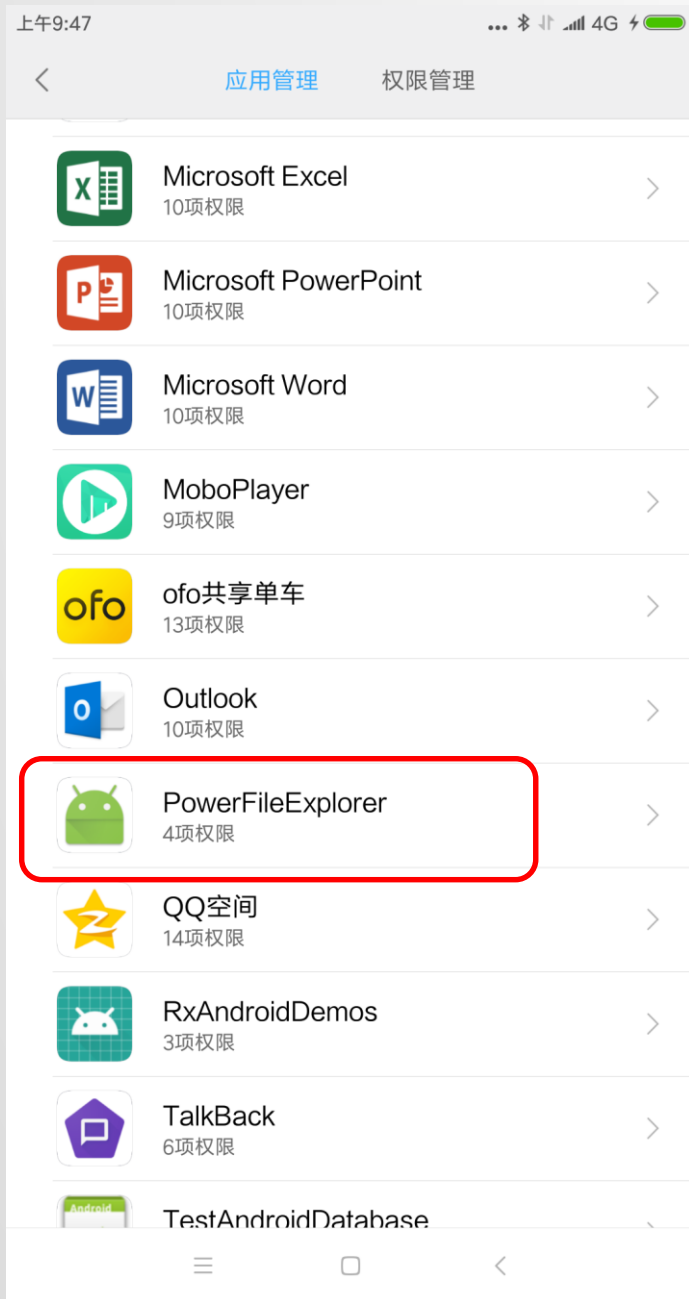 上午9:47
... 4G
应用管理 权限管理
Microsoft Excel
10项权限
Microsoft PowerPoint
10项权限
Microsoft Word
10项权限
MoboPlayer
9项权限
ofo
ofo共享单车
13项权限
Outlook
10项权限
PowerFileExplorer
4项权限
QQ空间
14项权限
RxAndroidDemos
3项权限
TalkBack
6项权限
Android
TestAndroidDatabase